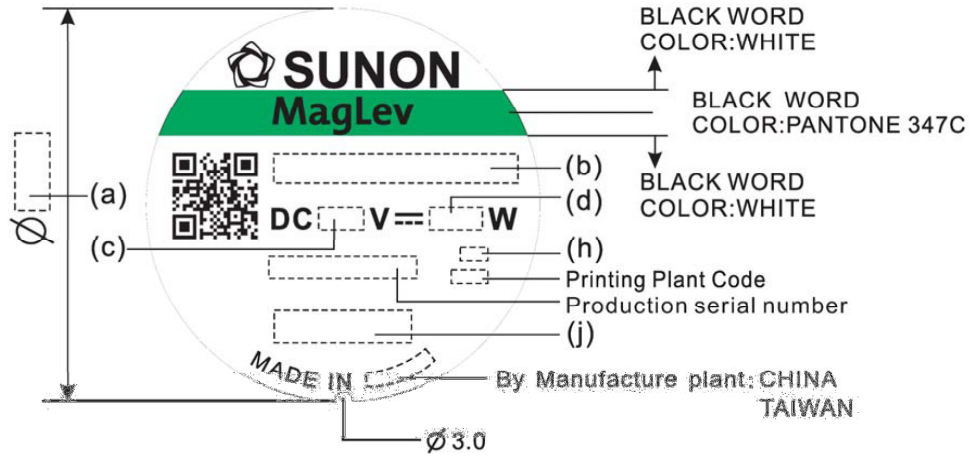 BLACK WORD
COLOR:WHITE
SUNON
MagLev
BLACK WORD
COLOR:PANTONE 347C
(a)
Ø
(b)
BLACK WORD
COLOR:WHITE
(d)
DC V⎓ W
(c)
(h)
Printing Plant Code
Production serial number
(j)
MADE IN
By Manufacture plant: CHINA
TAIWAN
Ø 3.0